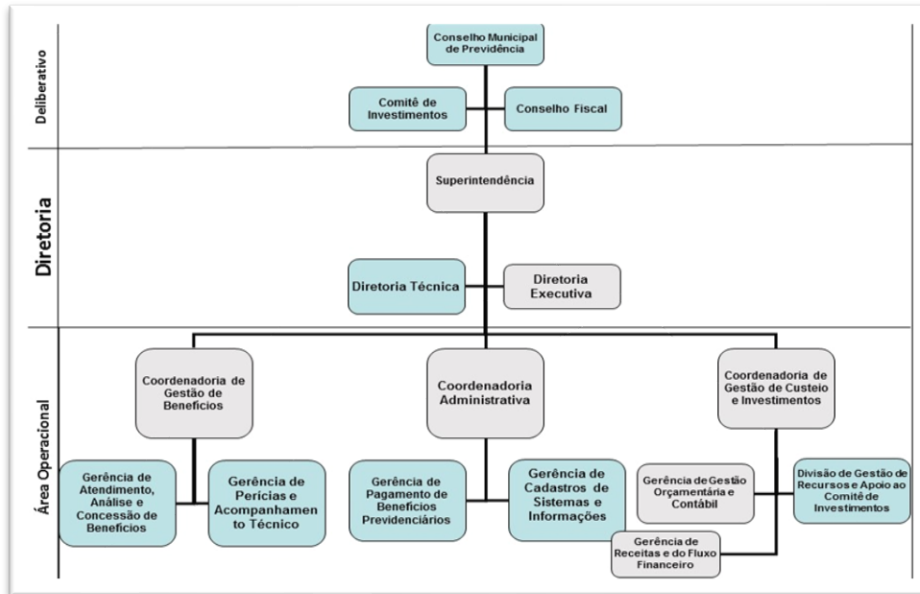 Deliberativo
Conselho Municipal
de Previdência
Comitê de
Investimentos
Conselho Fiscal
Diretoria
Superintendência
Diretoria Técnica
Diretoria
Executiva
Área Operacional
Coordenadoria de
Gestão de
Benefícios
Coordenadoria
Administrativa
Coordenadoria de
Gestão de Custeio
e Investimentos
Gerência de
Atendimento,
Análise e
Concessão de
Benefícios
Gerência de
Perícias e
Acompanhamen
to Técnico
Gerência de
Pagamento de
Benefícios
Previdenciários
Gerência de
Cadastros de
Sistemas e
Informações
Gerência de Gestão
Orçamentária e
Contábil
Divisão de Gestão de
Recursos e Apoio ao
Comitê de
Investimentos
Gerência de
Receitas e do Fluxo
Financeiro